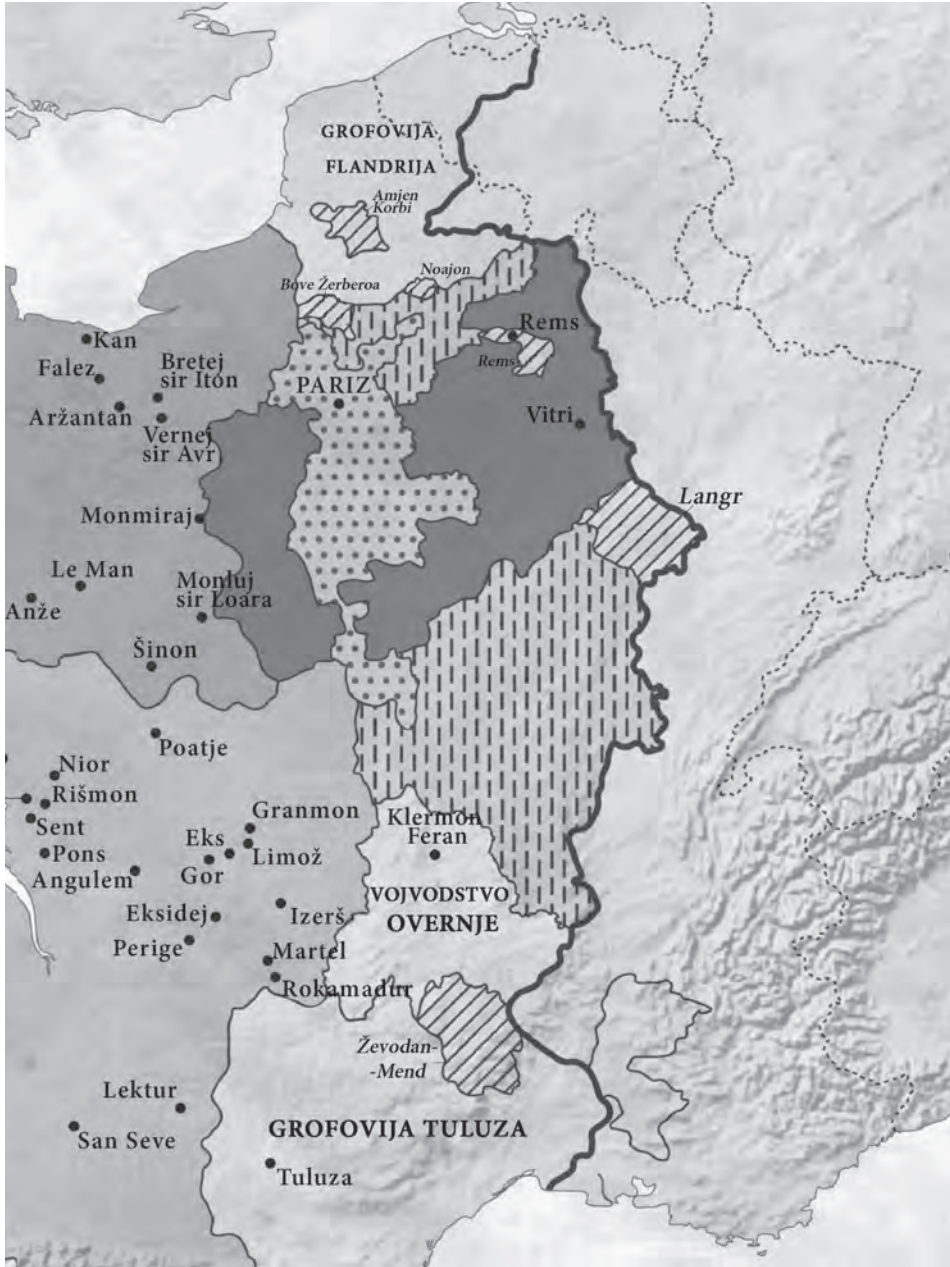 GROFOVIJA
FLANDRIJA
Amjen
Korbi
Bove Žerberoa
Noajon
Kan
Rems
Falez
Bretej
sir Iton
Rems
PARIZ
Aržantan
Vitri
Vernej
sir Avr
Langr
Monmiraj
Le Man
Monluj
sir Loara
Anže
Šinon
Poatje
Nior
Rišmon
Granmon
Klermon
Feran
Sent
Eks
Pons
Limož
Gor
Angulem
VOJVODSTVO
OVERNJE
Eksidej
Izerš
Perige
Martel
Rokamadur
Ževodan-
-Mend
Lektur
GROFOVIJA TULUZA
San Seve
Tuluza